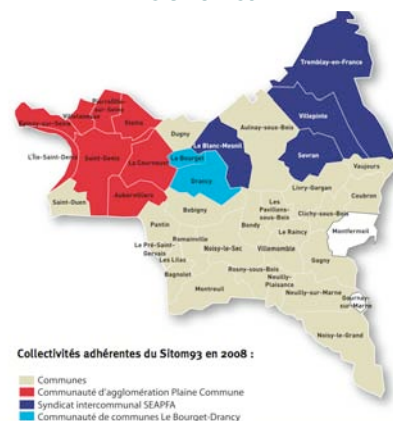 Tremblay-en-France
Pierrefitte-sur-Seine
Villetaneuse
Stains
Epinay-sur-Seine
Villepinte
Dugny
Aulnay-sous-Bois
Le Blanc-Mesnil
L'Île-Saint-Denis
Saint-Denis
La Courneuve
Le Bourget
Sevran
Vaujours
Drancy
Aubervilliers
Livry-Gargan
Coubron
Saint-Ouen
Bobigny
Les Pavillons-sous-Bois
Clichy-sous-Bois
Pantin
Bondy
Le Raincy
Montfermeil
Romainville
Le Pré-Saint-Gervais
Noisy-le-Sec
Villemomble
Les Lilas
Gagny
Bagnolet
Rosny-sous-Bois
Neuilly-Plaisance
Montreuil
Neuilly-sur-Marne
Gournay-sur-Marne
Noisy-le-Grand
Collectivités adhérentes du Sitom93 en 2008 :
Communes
Communauté d'agglomération Plaine Commune
Syndicat intercommunal SEAPFA
Communauté de communes Le Bourget-Drancy